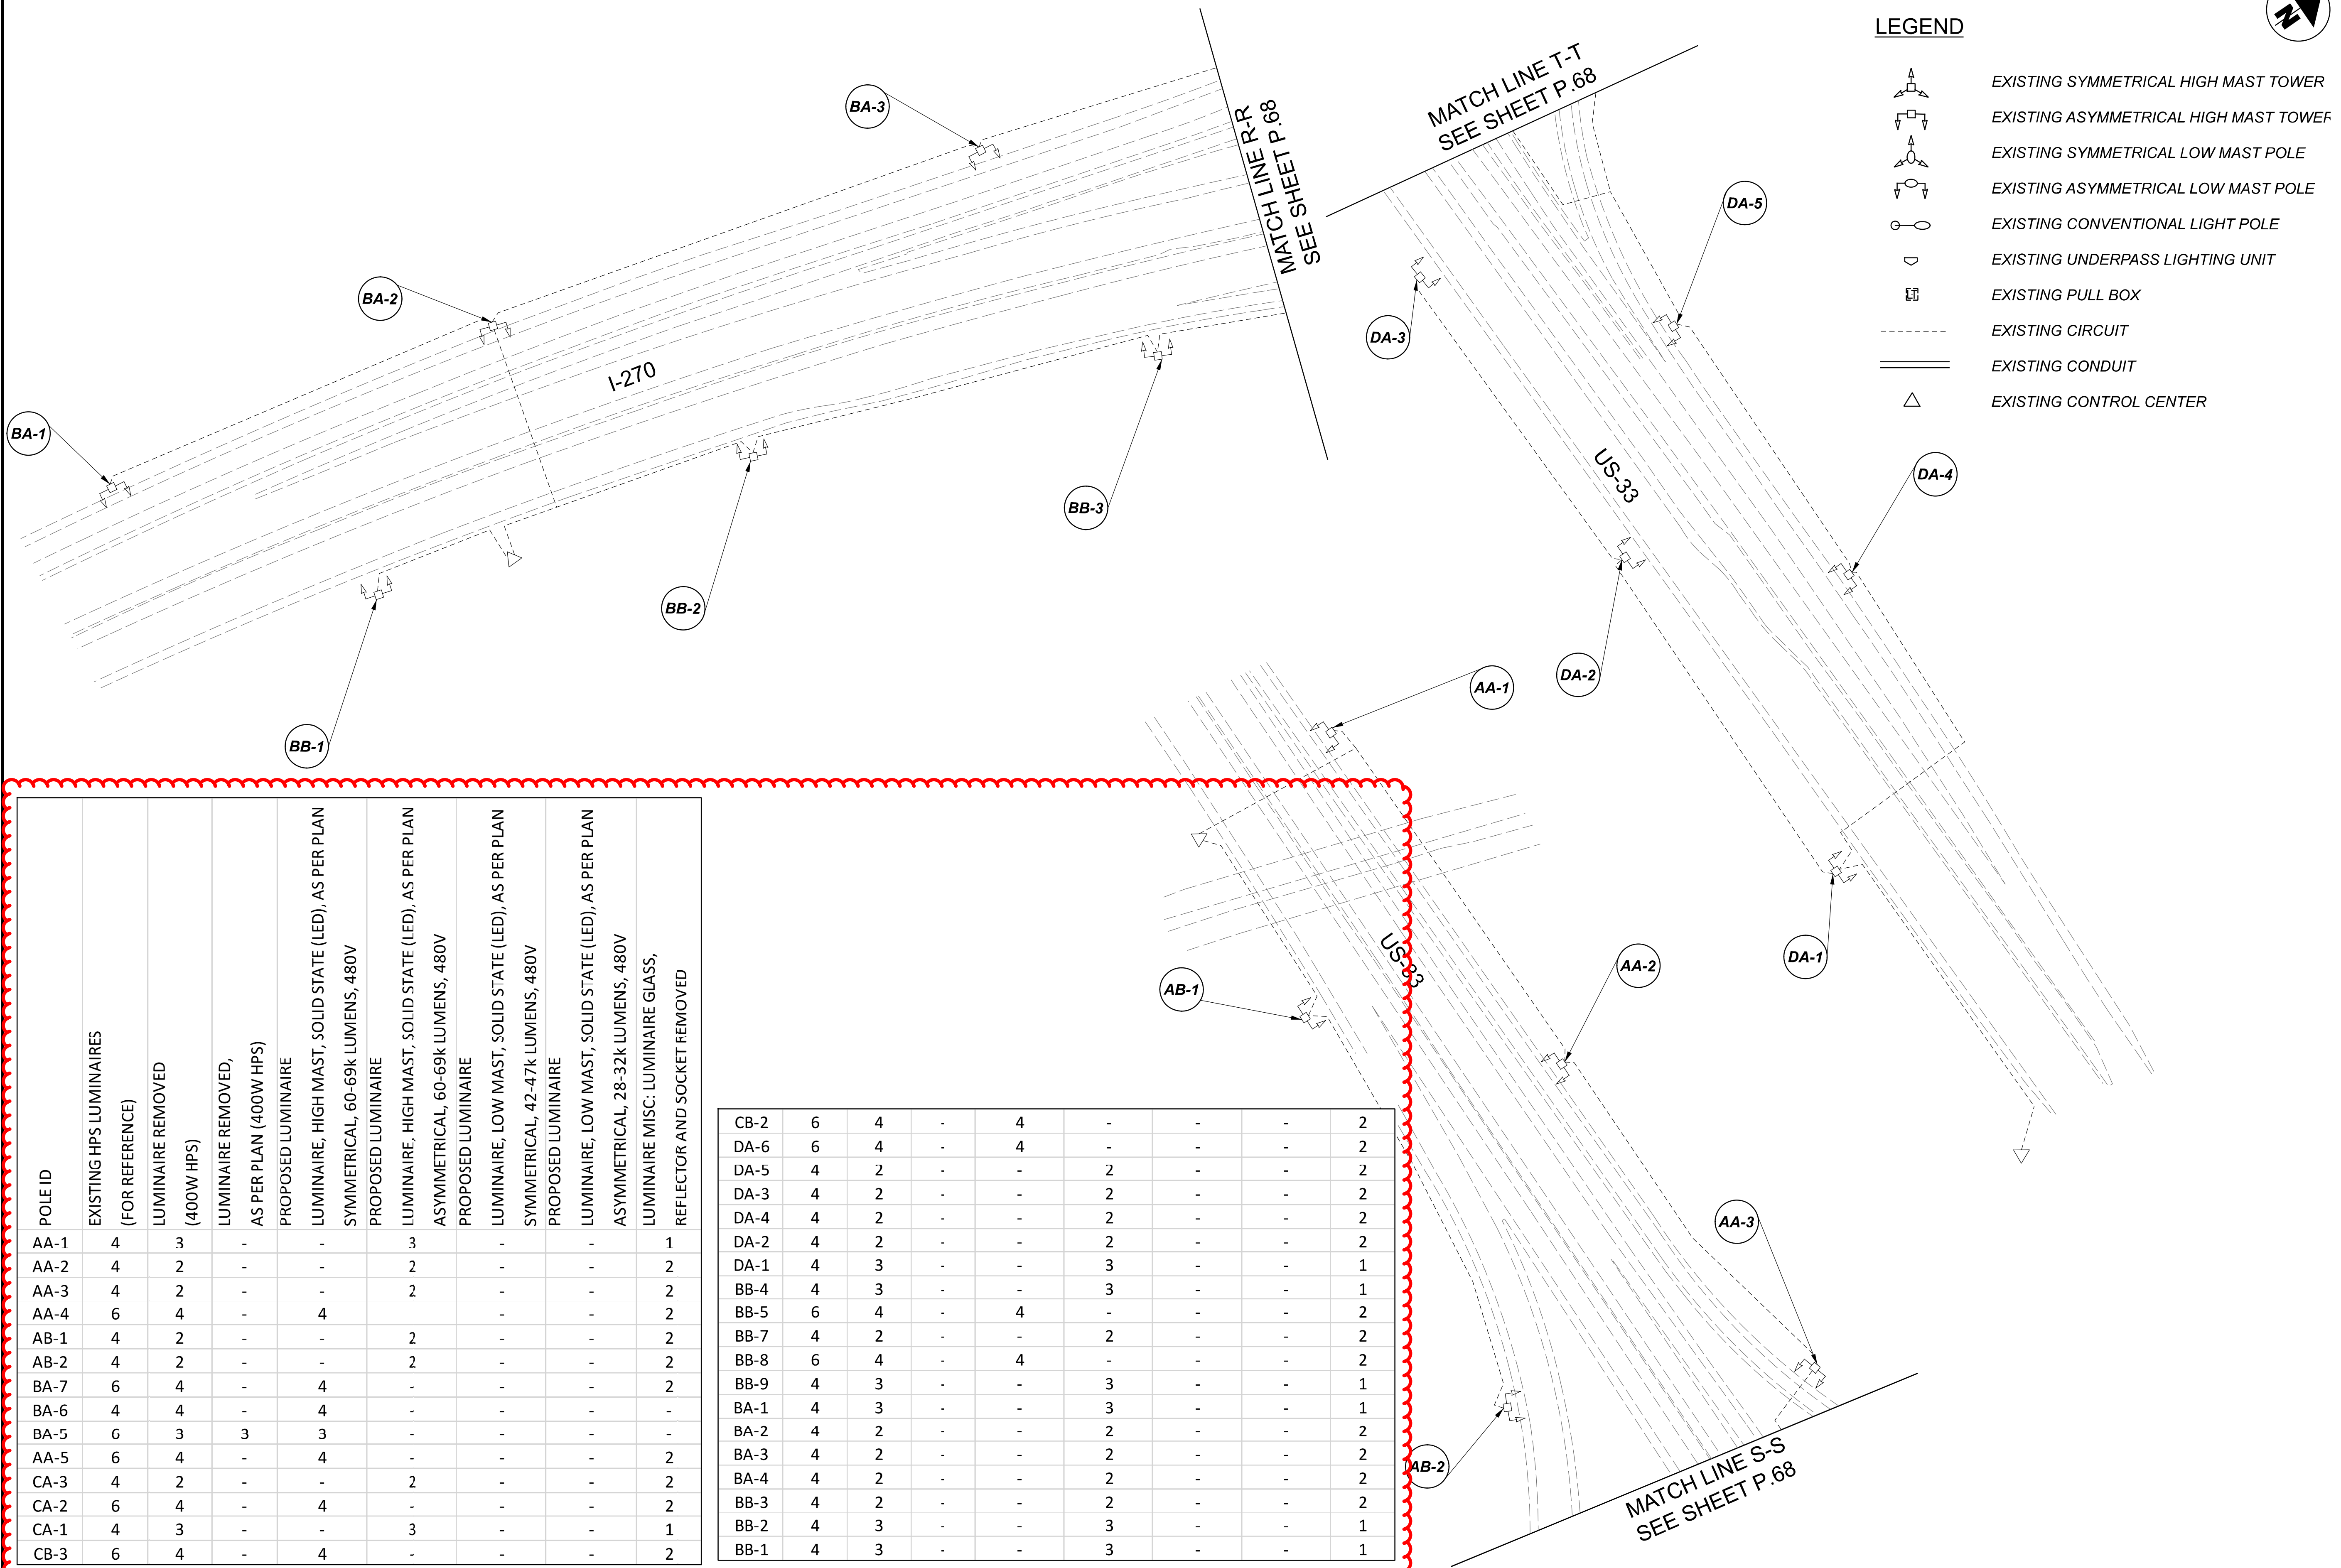 LEGEND
N
EXISTING SYMMETRICAL HIGH MAST TOWER
EXISTING ASYMMETRICAL HIGH MAST TOWER
EXISTING SYMMETRICAL LOW MAST POLE
EXISTING ASYMMETRICAL LOW MAST POLE
EXISTING CONVENTIONAL LIGHT POLE
EXISTING UNDERPASS LIGHTING UNIT
EXISTING PULL BOX
EXISTING CIRCUIT
EXISTING CONDUIT
EXISTING CONTROL CENTER
BA-3
MATCH LINE R-R
SEE SHEET P.68
MATCH LINE T-T
SEE SHEET P.68
DA-5
BA-2
DA-3
I-270
BA-1
BB-3
US-33
DA-4
BB-2
DA-2
AA-1
BB-1
US-33
AB-1
AA-2
DA-1
AA-3
AB-2
MATCH LINE S-S
SEE SHEET P.68
POLE ID
EXISTING HPS LUMINAIRES
(FOR REFERENCE)
LUMINAIRE REMOVED
(400W HPS)
LUMINAIRE REMOVED,
AS PER PLAN (400W HPS)
PROPOSED LUMINAIRE
LUMINAIRE, HIGH MAST, SOLID STATE (LED), AS PER PLAN
SYMMETRICAL, 60-69k LUMENS, 480V
PROPOSED LUMINAIRE
LUMINAIRE, HIGH MAST, SOLID STATE (LED), AS PER PLAN
ASYMMETRICAL, 60-69k LUMENS, 480V
PROPOSED LUMINAIRE
LUMINAIRE, LOW MAST, SOLID STATE (LED), AS PER PLAN
SYMMETRICAL, 42-47k LUMENS, 480V
PROPOSED LUMINAIRE
LUMINAIRE, LOW MAST, SOLID STATE (LED), AS PER PLAN
ASYMMETRICAL, 28-32k LUMENS, 480V
LUMINAIRE MISC: LUMINAIRE GLASS,
REFLECTOR AND SOCKET REMOVED
AA-1 4 3 - - 3 - - 1
AA-2 4 2 - - 2 - - 2
AA-3 4 2 - - 2 - - 2
AA-4 6 4 - 4 - - 2
AB-1 4 2 - - 2 - - 2
AB-2 4 2 - - 2 - - 2
BA-7 6 4 - 4 - - - 2
BA-6 4 4 - 4 - - - -
BA-5 6 3 3 3 - - - -
AA-5 6 4 - 4 - - - 2
CA-3 4 2 - - 2 - - 2
CA-2 6 4 - 4 - - - 2
CA-1 4 3 - - 3 - - 1
CB-3 6 4 - 4 - - - 2
CB-2 6 4 - 4 - - - 2
DA-6 6 4 - 4 - - - 2
DA-5 4 2 - - 2 - - 2
DA-3 4 2 - - 2 - - 2
DA-4 4 2 - - 2 - - 2
DA-2 4 2 - - 2 - - 2
DA-1 4 3 - - 3 - - 1
BB-4 4 3 - - 3 - - 1
BB-5 6 4 - 4 - - - 2
BB-7 4 2 - - 2 - - 2
BB-8 6 4 - 4 - - - 2
BB-9 4 3 - - 3 - - 1
BA-1 4 3 - - 3 - - 1
BA-2 4 2 - - 2 - - 2
BA-3 4 2 - - 2 - - 2
BA-4 4 2 - - 2 - - 2
BB-3 4 2 - - 2 - - 2
BB-2 4 3 - - 3 - - 1
BB-1 4 3 - - 3 - - 1